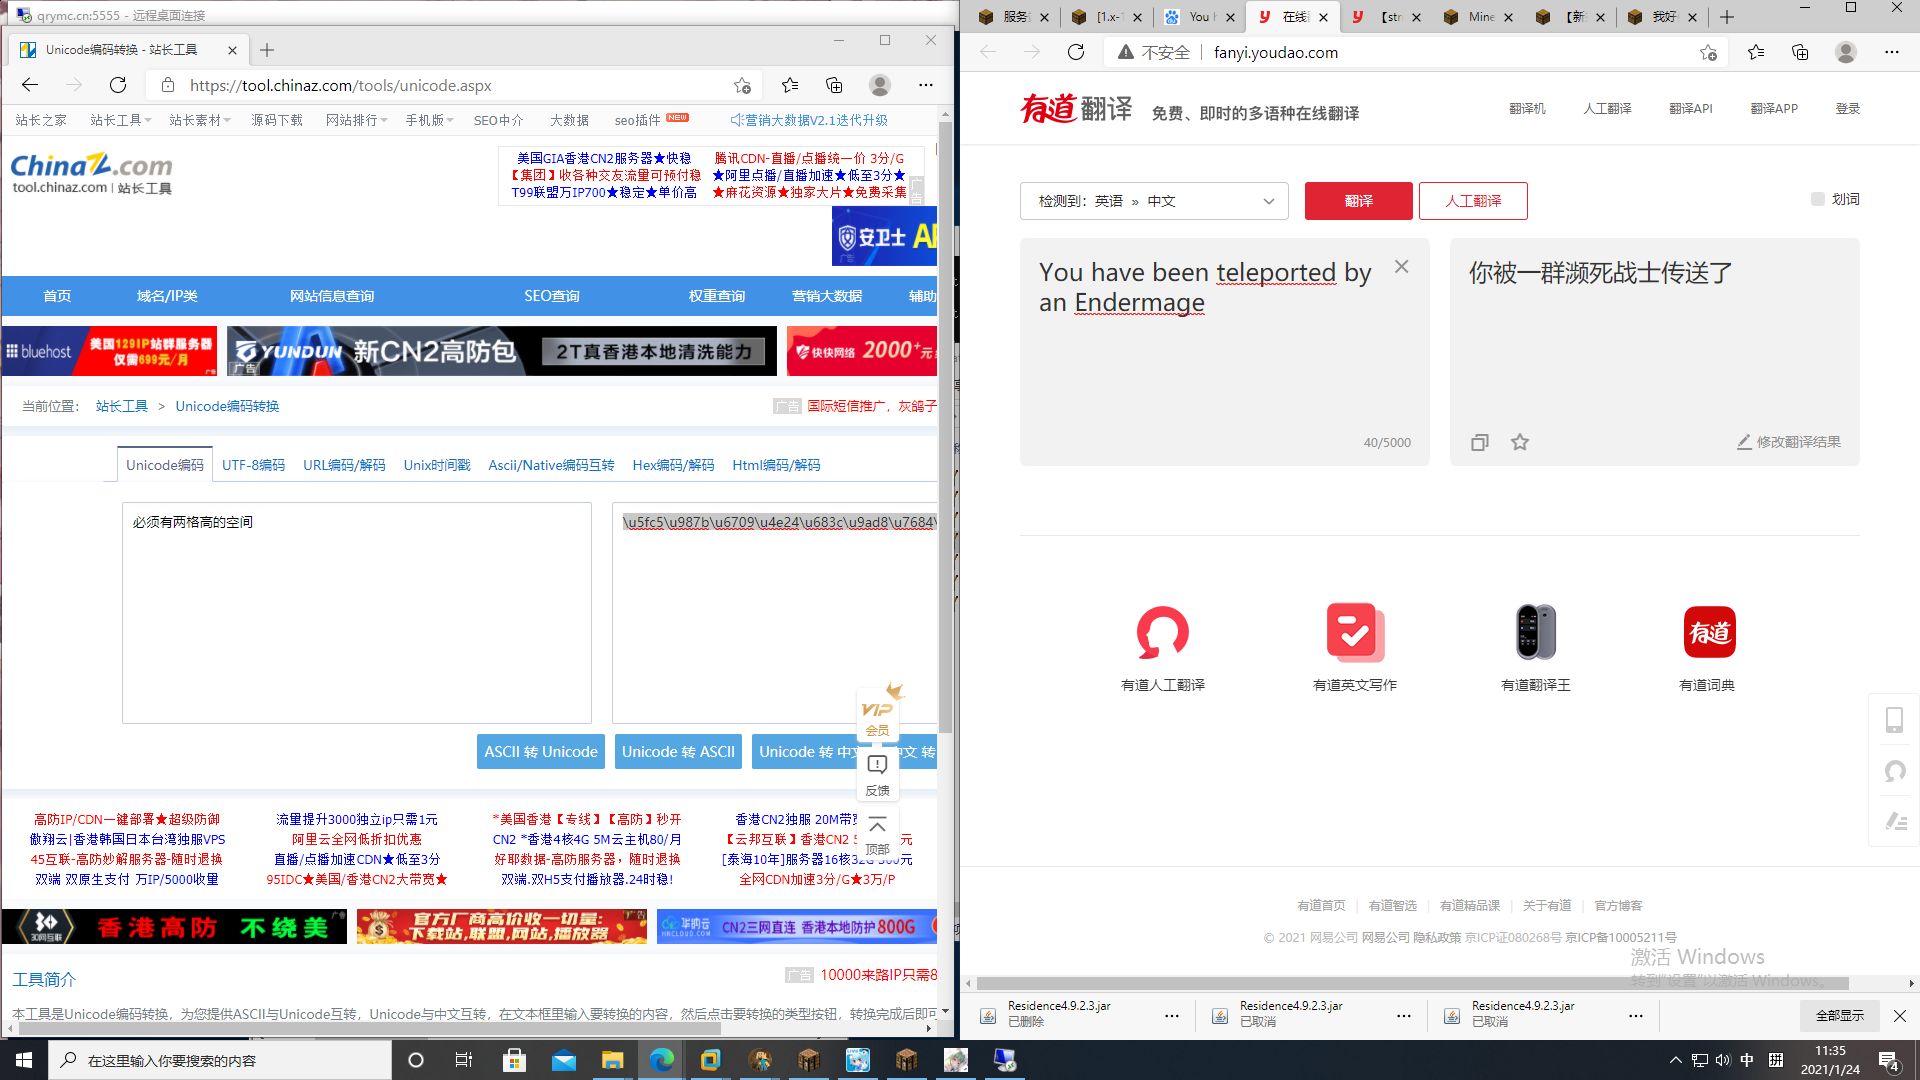 qrymc.cn:5555 - 远程桌面连接
Unicode编码转换 - 站长工具
https://tool.chinaz.com/tools/unicode.aspx
站长之家 站长工具 站长素材 源码下载 网站排行 手机版 SEO中介 大数据 seo插件 NEW 营销大数据V2.1迭代升级
ChinaZ.com
tool.chinaz.com 站长工具
美国GIA香港CN2服务器★快稳 腾讯CDN-直播/点播统一价 3分/G
【集团】收各种交友流量可预付稳 ★阿里点播/直播加速★低至3分★
T99联盟万IP700★稳定★单价高 ★麻花资源★独家大片★免费采集
广告
安卫士
广告
首页 域名/IP类 网站信息查询 SEO查询 权重查询 营销大数据 辅助
bluehost 美国129IP站群服务器
仅需699元/月
广告
YUNDUN 新CN2高防包 2T真香港本地清洗能力
广告
快快网络 2000+元
当前位置： 站长工具 > Unicode编码转换
广告 国际短信推广，灰鸽子
Unicode编码 UTF-8编码 URL编码/解码 Unix时间戳 Ascii/Native编码互转 Hex编码/解码 Html编码/解码
必须有两格高的空间
\u5fc5\u987b\u6709\u4e24\u683c\u9ad8\u7684\
VIP
会员
反馈
顶部
ASCII 转 Unicode Unicode 转 ASCII Unicode 转 中文 转
高防IP/CDN一键部署★超级防御 流量提升3000独立ip只需1元 *美国香港【专线】【高防】秒开 香港CN2独服 20M带宽
傲翔云|香港韩国日本台湾独服VPS 阿里云全网低折扣优惠 CN2 *香港4核4G 5M云主机80/月 【云邦互联】香港CN2 5 元
45互联-高防妙解服务器-随时退换 直播/点播加速CDN★低至3分 好耶数据-高防服务器，随时退换 [泰海10年]服务器16核32G 500元
双端 双原生支付 万IP/5000收量 95IDC★美国/香港CN2大带宽★ 双端.双H5支付播放器.24时稳! 全网CDN加速3分/G★3万/P
30网互联 香港高防 不绕美 广告
官方厂商高价收一切量:
下载站,联盟,网站,播放器
华纳云 CN2三网直连 香港本地防护800G
HNCLOUD.COM
工具简介
广告 10000来路IP只需8
本工具是Unicode编码转换，为您提供ASCII与Unicode互转，Unicode与中文互转，在文本框里输入要转换的内容，然后点击要转换的类型按钮，转换完成后即可
服务 [1.x-1 You 在线 【str Mine 【新 我好
不安全 fanyi.youdao.com
有道翻译 免费、即时的多语种在线翻译
翻译机 人工翻译 翻译API 翻译APP 登录
检测到：英语 » 中文
翻译
人工翻译
划词
You have been teleported by
an Endermage
40/5000
你被一群濒死战士传送了
修改翻译结果
有道人工翻译 有道英文写作 有道翻译王 有道词典
有道
有道首页 有道智选 有道精品课 关于有道 官方博客
© 2021 网易公司 网易公司 隐私政策 京ICP证080268号 京ICP备10005211号
激活 Windows
转到"设置"以激活 Windows。
Residence4.9.2.3.jar
已删除
Residence4.9.2.3.jar
已取消
Residence4.9.2.3.jar
已取消
全部显示
在这里输入你要搜索的内容
中
拼
11:35
2021/1/24
4